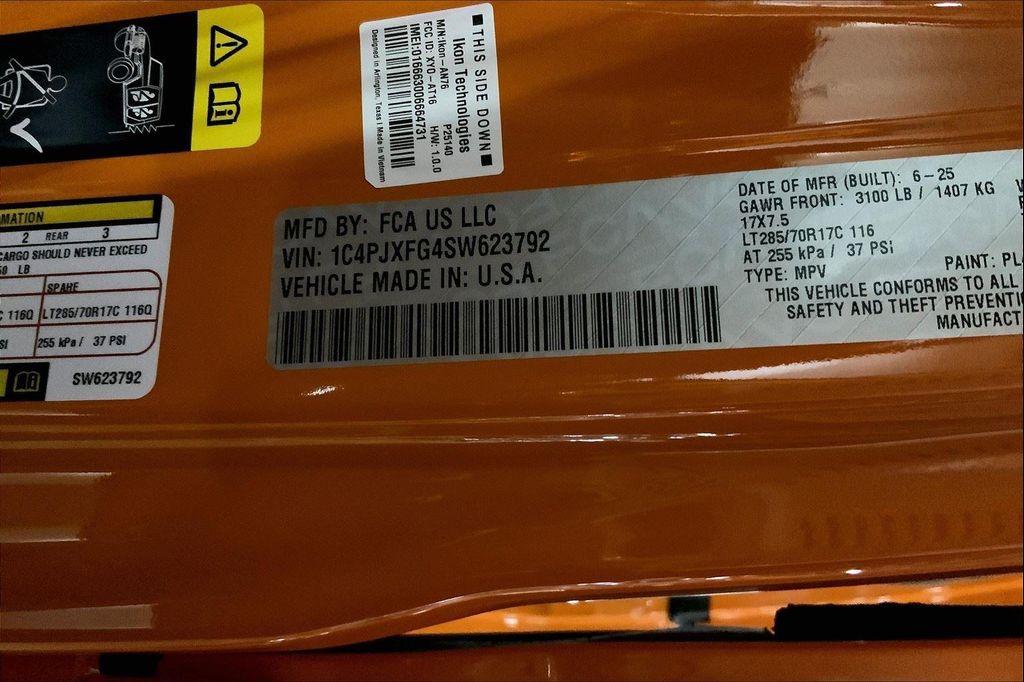 MATION
2 REAR 3
CARGO SHOULD NEVER EXCEED
LB
SPARE
C 116Q LT285/70R17C 116Q
SI 255 kPa / 37 PSI
SW623792
■THIS SIDE DOWN■
Ikon Technologies
M/N:Ikon-AN76 P25140
FCC ID: XYO-AT16 H/W: 1.0.0
IMEI:016663006664731
Designed in Arlington, Texas | Made in Vietnam
MFD BY: FCA US LLC
VIN: 1C4PJXFG4SW623792
VEHICLE MADE IN: U.S.A.
DATE OF MFR (BUILT): 6-25
GAWR FRONT: 3100 LB / 1407 KG
17X7.5
LT285/70R17C 116
AT 255 kPa / 37 PSi
TYPE: MPV
PAINT: PL
THIS VEHICLE CONFORMS TO ALL
SAFETY AND THEFT PREVENTI
MANUFACT